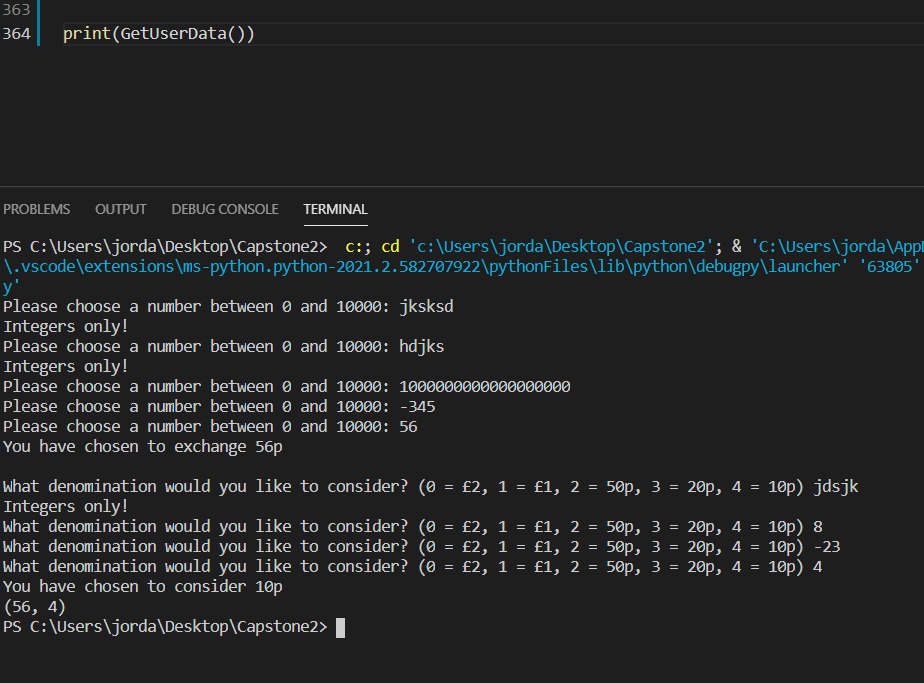 363
364 print(GetUserData())
PROBLEMS OUTPUT DEBUG CONSOLE TERMINAL
PS C:\Users\jorda\Desktop\Capstone2> c:; cd 'c:\Users\jorda\Desktop\Capstone2'; & 'C:\Users\jorda\App
\.vscode\extensions\ms-python.python-2021.2.582707922\pythonFiles\lib\python\debugpy\launcher' '63805'
y'
Please choose a number between 0 and 10000: jksksd
Integers only!
Please choose a number between 0 and 10000: hdjks
Integers only!
Please choose a number between 0 and 10000: 1000000000000000000
Please choose a number between 0 and 10000: -345
Please choose a number between 0 and 10000: 56
You have chosen to exchange 56p
What denomination would you like to consider? (0 = £2, 1 = £1, 2 = 50p, 3 = 20p, 4 = 10p) jdsjk
Integers only!
What denomination would you like to consider? (0 = £2, 1 = £1, 2 = 50p, 3 = 20p, 4 = 10p) 8
What denomination would you like to consider? (0 = £2, 1 = £1, 2 = 50p, 3 = 20p, 4 = 10p) -23
What denomination would you like to consider? (0 = £2, 1 = £1, 2 = 50p, 3 = 20p, 4 = 10p) 4
You have chosen to consider 10p
(56, 4)
PS C:\Users\jorda\Desktop\Capstone2>